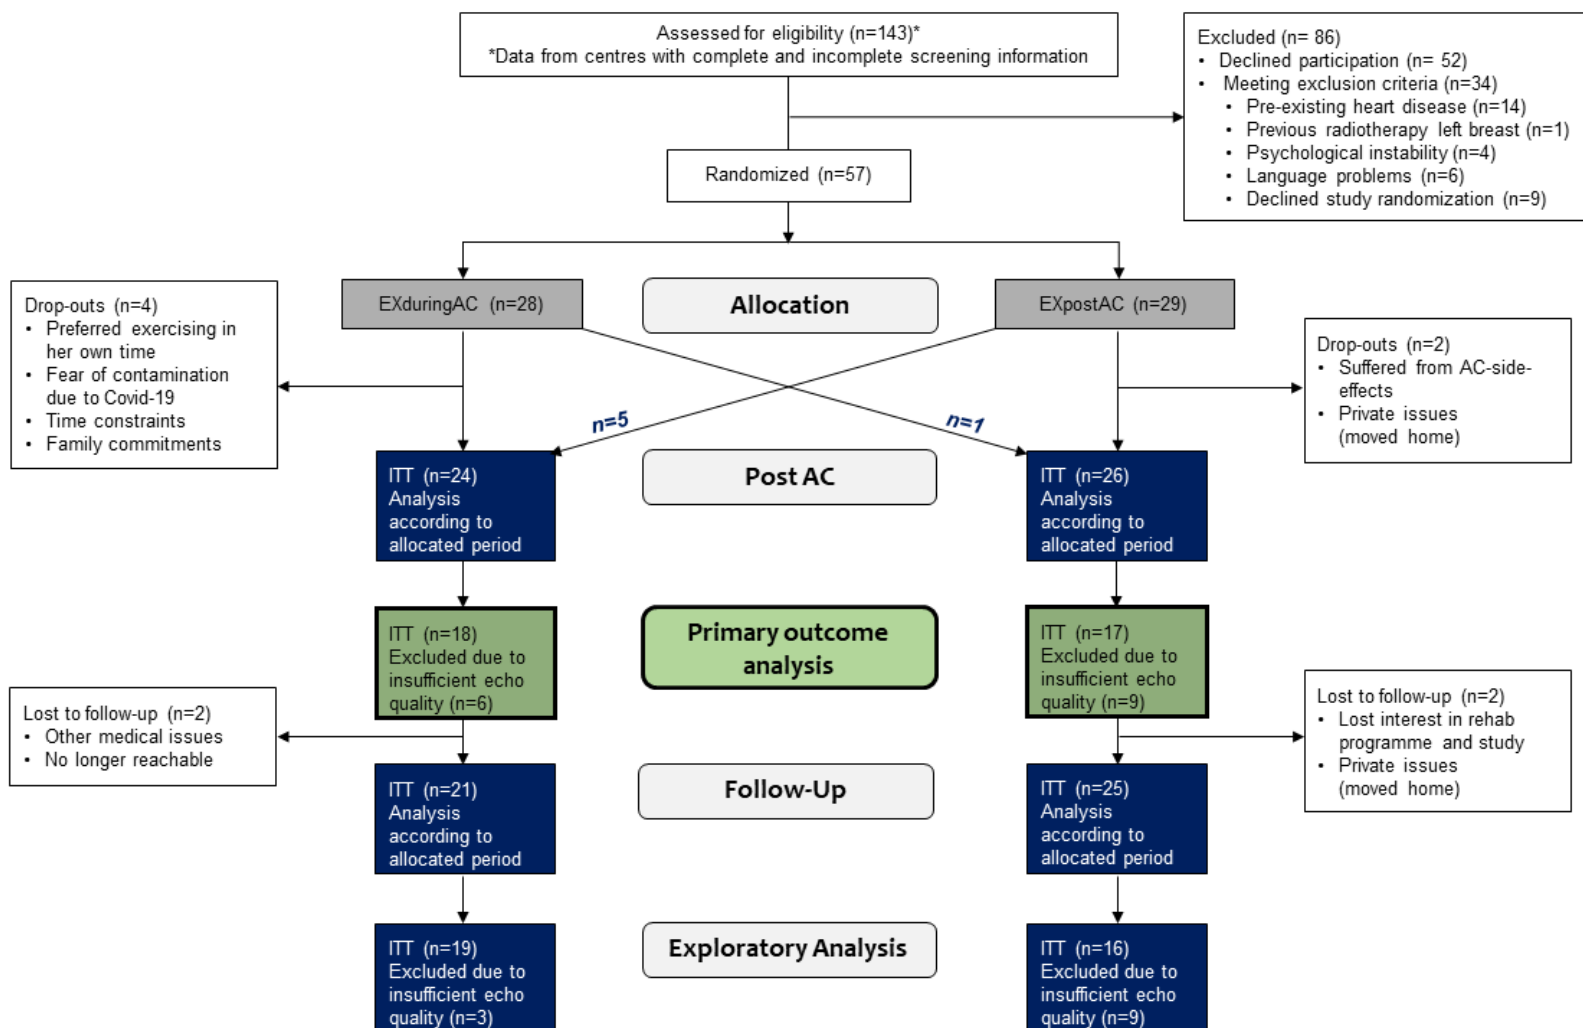 Assessed for eligibility (n=143)*
*Data from centres with complete and incomplete screening information
Excluded (n= 86)
• Declined participation (n= 52)
• Meeting exclusion criteria (n=34)
• Pre-existing heart disease (n=14)
• Previous radiotherapy left breast (n=1)
• Psychological instability (n=4)
• Language problems (n=6)
• Declined study randomization (n=9)
Randomized (n=57)
EXduringAC (n=28)
Allocation
EXpostAC (n=29)
Drop-outs (n=4)
• Preferred exercising in
her own time
• Fear of contamination
due to Covid-19
• Time constraints
• Family commitments
Drop-outs (n=2)
• Suffered from AC-side-
effects
• Private issues
(moved home)
n=5
n=1
ITT (n=24)
Analysis
according to
allocated period
Post AC
ITT (n=26)
Analysis
according to
allocated period
ITT (n=18)
Excluded due to
insufficient echo
quality (n=6)
Primary outcome
analysis
ITT (n=17)
Excluded due to
insufficient echo
quality (n=9)
Lost to follow-up (n=2)
• Other medical issues
• No longer reachable
Lost to follow-up (n=2)
• Lost interest in rehab
programme and study
• Private issues
(moved home)
ITT (n=21)
Analysis
according to
allocated period
Follow-Up
ITT (n=25)
Analysis
according to
allocated period
ITT (n=19)
Excluded due to
insufficient echo
quality (n=3)
Exploratory Analysis
ITT (n=16)
Excluded due to
insufficient echo
quality (n=9)